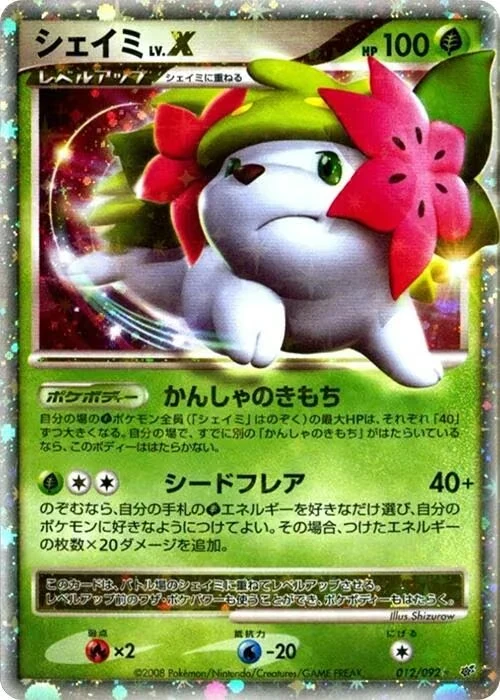 シェイミ LV.X HP 100
レベルアップ シェイミに重ねる
ポケボディー かんしゃのきもち
自分の場のポケモン全員(「シェイミ」はのぞく)の最大HPは、それぞれ「40」
ずつ大きくなる。自分の場で、すでに別の「かんしゃのきもち」がはたらいている
なら、このボディーははたらかない。
シードフレア 40+
のぞむなら、自分の手札のエネルギーを好きなだけ選び、自分の
ポケモンに好きなようにつけてよい。その場合、つけたエネルギー
の枚数×20ダメージを追加。
このカードは、バトル場のシェイミに重ねてレベルアップさせる。
レベルアップ前のワザ・ポケパワーも使うことができ、ポケボディーもはたらく。
Illus. Shizurow
弱点 抵抗力 にげる
×2 -20
©2008 Pokémon/Nintendo/Creatures/GAME FREAK. 012/092